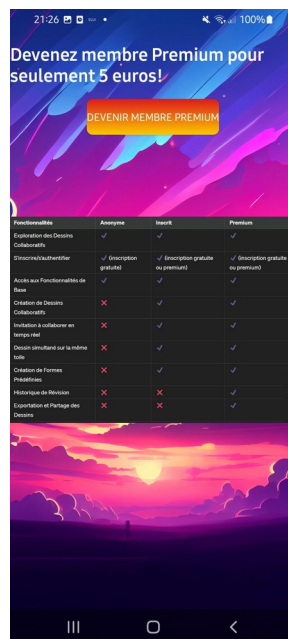 21:26
100%
Devenez membre Premium pour
seulement 5 euros!
DEVENIR MEMBRE PREMIUM
Fonctionnalités Anonyme Inscrit Premium
Exploration des Dessins
Collaboratifs ✓ ✓ ✓
S'inscrire/s'authentifier ✓ (inscription ✓ (inscription gratuite ✓ (inscription gratuite
gratuite) ou premium) ou premium)
Accès aux Fonctionnalités de
Base ✓ ✓ ✓
Création de Dessins
Collaboratifs ✕ ✓ ✓
Invitation à collaborer en
temps réel ✕ ✓ ✓
Dessin simultané sur la même
toile ✕ ✓ ✓
Création de Formes
Prédéfinies ✕ ✓ ✓
Historique de Révision ✕ ✕ ✓
Exportation et Partage des
Dessins ✕ ✕ ✓